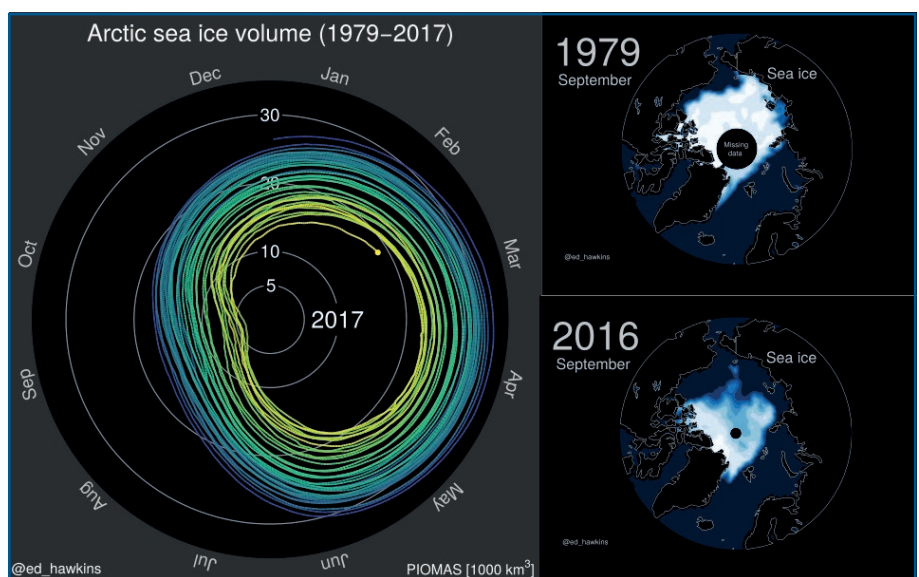 Arctic sea ice volume (1979–2017)
Dec
Jan
Nov
Feb
Oct
Mar
Sep
Apr
Aug
May
Jul
Jun
30
20
10
5
2017
@ed_hawkins
PIOMAS [1000 km³]
1979
September
Sea ice
Missing
data
@ed_hawkins
2016
September
Sea ice
@ed_hawkins